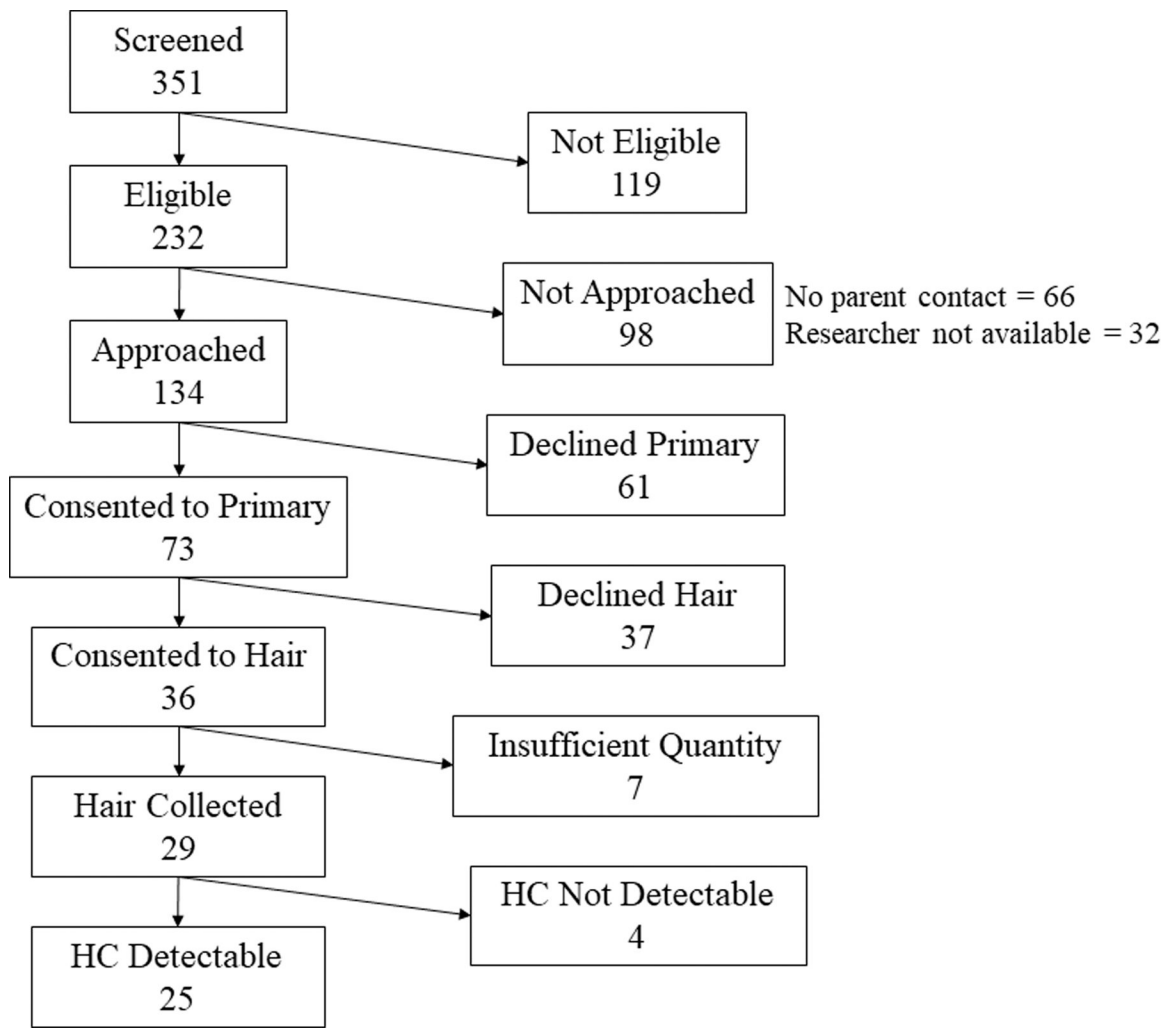 Screened
351
Not Eligible
119
Eligible
232
Not Approached
98
No parent contact = 66
Researcher not available = 32
Approached
134
Declined Primary
61
Consented to Primary
73
Declined Hair
37
Consented to Hair
36
Insufficient Quantity
7
Hair Collected
29
HC Not Detectable
4
HC Detectable
25